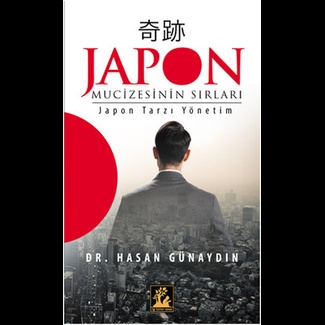 奇跡
JAPON
MUCİZESİNİN SIRLARI
Japon Tarzı Yönetim
DR. HASAN GÜNAYDIN